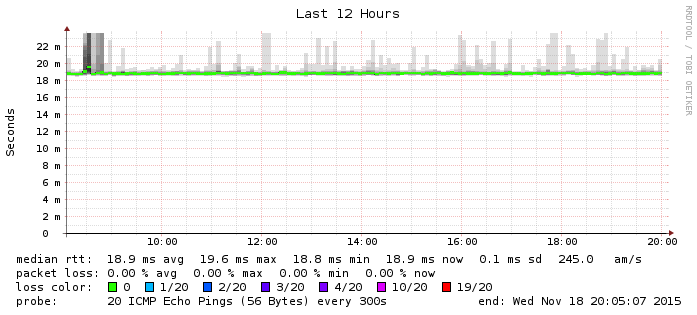 Last 12 Hours
RRDTOOL / TOBI OETIKER
Seconds
22 m
20 m
18 m
16 m
14 m
12 m
10 m
8 m
6 m
4 m
2 m
0
10:00 12:00 14:00 16:00 18:00 20:00
median rtt: 18.9 ms avg 19.6 ms max 18.8 ms min 18.9 ms now 0.1 ms sd 245.0 am/s
packet loss: 0.00 % avg 0.00 % max 0.00 % min 0.00 % now
loss color: 0 1/20 2/20 3/20 4/20 10/20 19/20
probe: 20 ICMP Echo Pings (56 Bytes) every 300s end: Wed Nov 18 20:05:07 2015